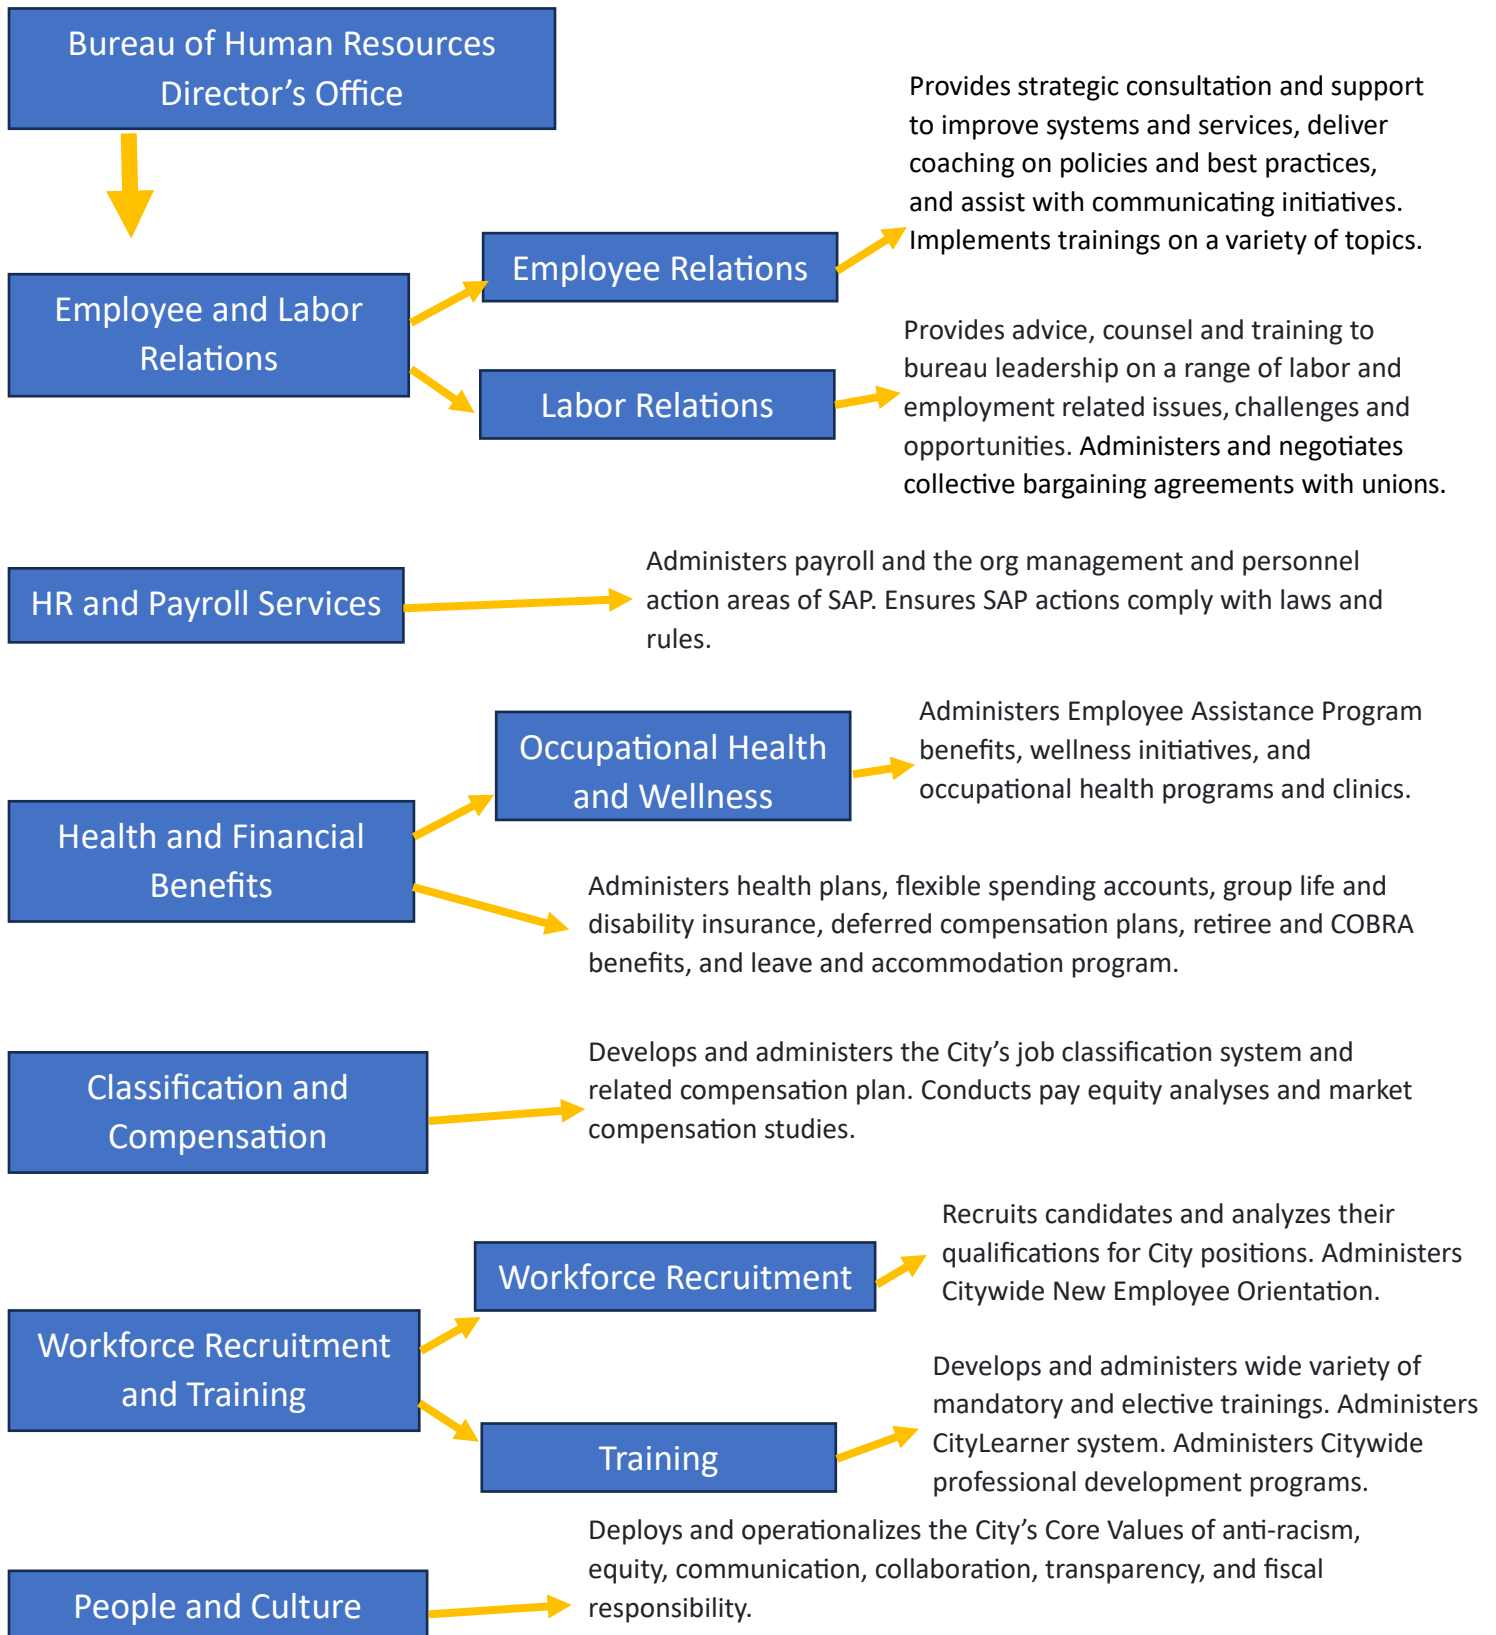 Bureau of Human Resources
Director’s Office
Provides strategic consultation and support
to improve systems and services, deliver
coaching on policies and best practices,
and assist with communicating initiatives.
Implements trainings on a variety of topics.
Employee Relations
Employee and Labor
Relations
Provides advice, counsel and training to
bureau leadership on a range of labor and
employment related issues, challenges and
opportunities. Administers and negotiates
collective bargaining agreements with unions.
Labor Relations
HR and Payroll Services
Administers payroll and the org management and personnel
action areas of SAP. Ensures SAP actions comply with laws and
rules.
Occupational Health
and Wellness
Administers Employee Assistance Program
benefits, wellness initiatives, and
occupational health programs and clinics.
Health and Financial
Benefits
Administers health plans, flexible spending accounts, group life and
disability insurance, deferred compensation plans, retiree and COBRA
benefits, and leave and accommodation program.
Classification and
Compensation
Develops and administers the City’s job classification system and
related compensation plan. Conducts pay equity analyses and market
compensation studies.
Workforce Recruitment
Recruits candidates and analyzes their
qualifications for City positions. Administers
Citywide New Employee Orientation.
Workforce Recruitment
and Training
Training
Develops and administers wide variety of
mandatory and elective trainings. Administers
CityLearner system. Administers Citywide
professional development programs.
People and Culture
Deploys and operationalizes the City’s Core Values of anti-racism,
equity, communication, collaboration, transparency, and fiscal
responsibility.